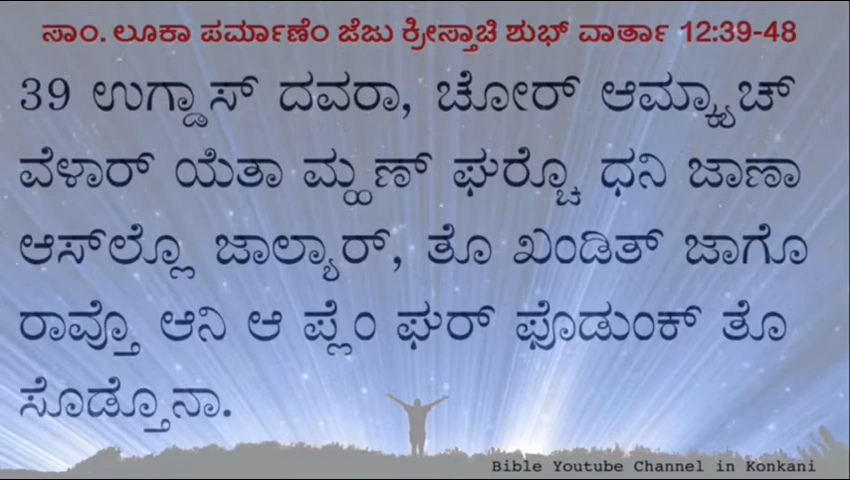 ಸಾಂ. ಲೂಕಾ ಪರ್ಮಾಣೆಂ ಜೆಜು ಕ್ರೀಸ್ತಾಚಿ ಶುಭ್ ವಾರ್ತಾ 12:39-48
39 ಉಗ್ಡಾಸ್ ದವರಾ, ಚೋರ್ ಆಮ್ಕ್ಯಾಚ್
ವೆಳಾರ್ ಯೆತಾ ಮ್ಹಣ್ ಘರ್ಚೊ ಧನಿ ಜಾಣಾ
ಆಸ್‌ಲ್ಲೊ ಜಾಲ್ಯಾರ್, ತೊ ಖಂಡಿತ್ ಜಾಗೊ
ರಾವ್ತೊ ಆನಿ ಆ ಪ್ಲೆಂ ಘರ್ ಫೊಡುಂಕ್ ತೊ
ಸೊಡ್ತೊನಾ.
Bible Youtube Channel in Konkani